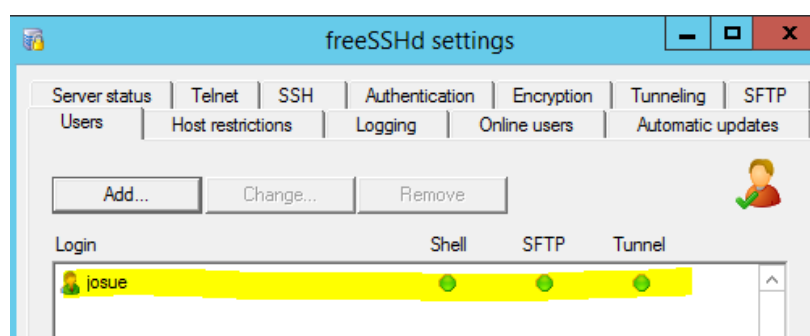 freeSSHd settings
Server status Telnet SSH Authentication Encryption Tunneling SFTP
Users Host restrictions Logging Online users Automatic updates
Add... Change... Remove
Login Shell SFTP Tunnel
josue